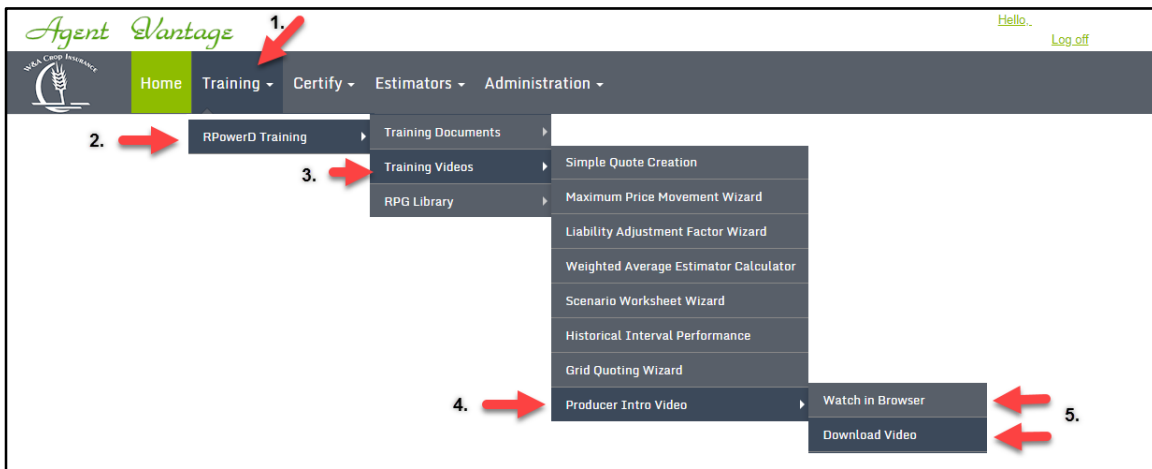 Agent Vantage
1.
Hello,
Log off
W&A Crop Insurance
Home Training Certify Estimators Administration
2.
RPowerD Training
Training Documents
3.
Training Videos
Simple Quote Creation
RPG Library
Maximum Price Movement Wizard
Liability Adjustment Factor Wizard
Weighted Average Estimator Calculator
Scenario Worksheet Wizard
Historical Interval Performance
Grid Quoting Wizard
4.
Producer Intro Video
Watch in Browser
5.
Download Video